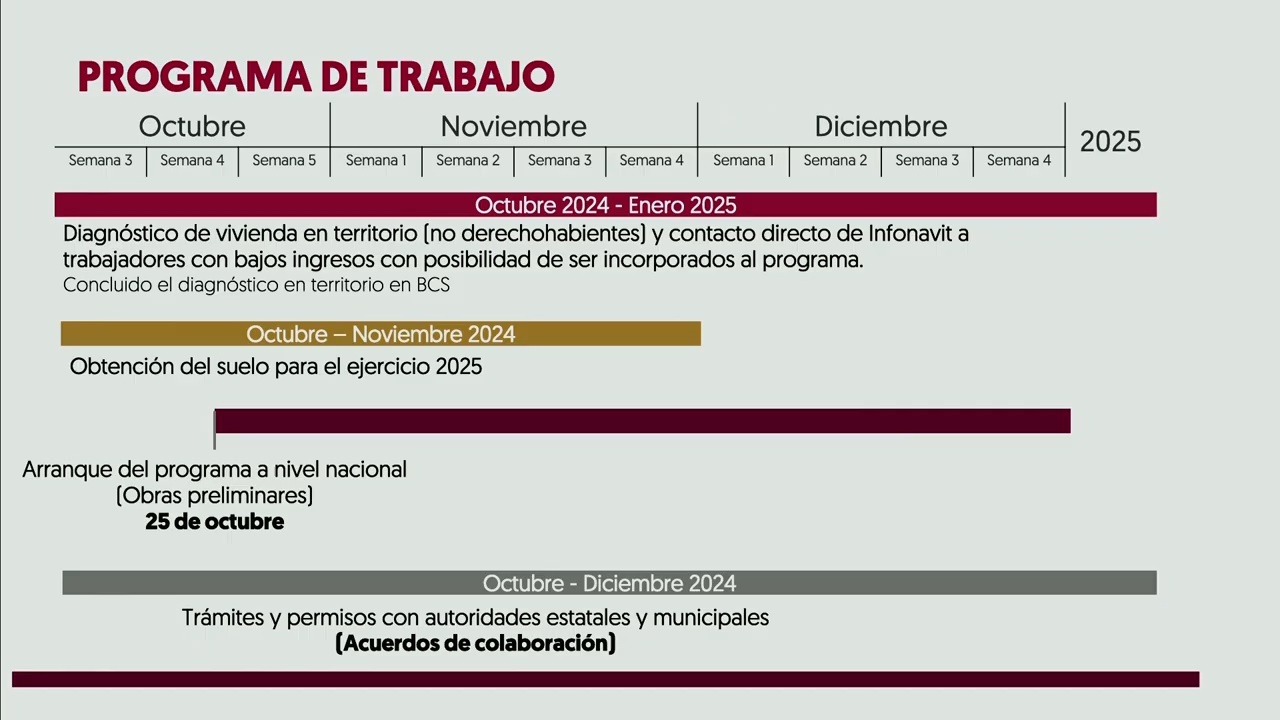 PROGRAMA DE TRABAJO
Octubre Noviembre Diciembre 2025
Semana 3 Semana 4 Semana 5 Semana 1 Semana 2 Semana 3 Semana 4 Semana 1 Semana 2 Semana 3 Semana 4
Octubre 2024 - Enero 2025
Diagnóstico de vivienda en territorio (no derechohabientes) y contacto directo de Infonavit a
trabajadores con bajos ingresos con posibilidad de ser incorporados al programa.
Concluido el diagnóstico en territorio en BCS
Octubre – Noviembre 2024
Obtención del suelo para el ejercicio 2025
Arranque del programa a nivel nacional
(Obras preliminares)
25 de octubre
Octubre - Diciembre 2024
Trámites y permisos con autoridades estatales y municipales
(Acuerdos de colaboración)